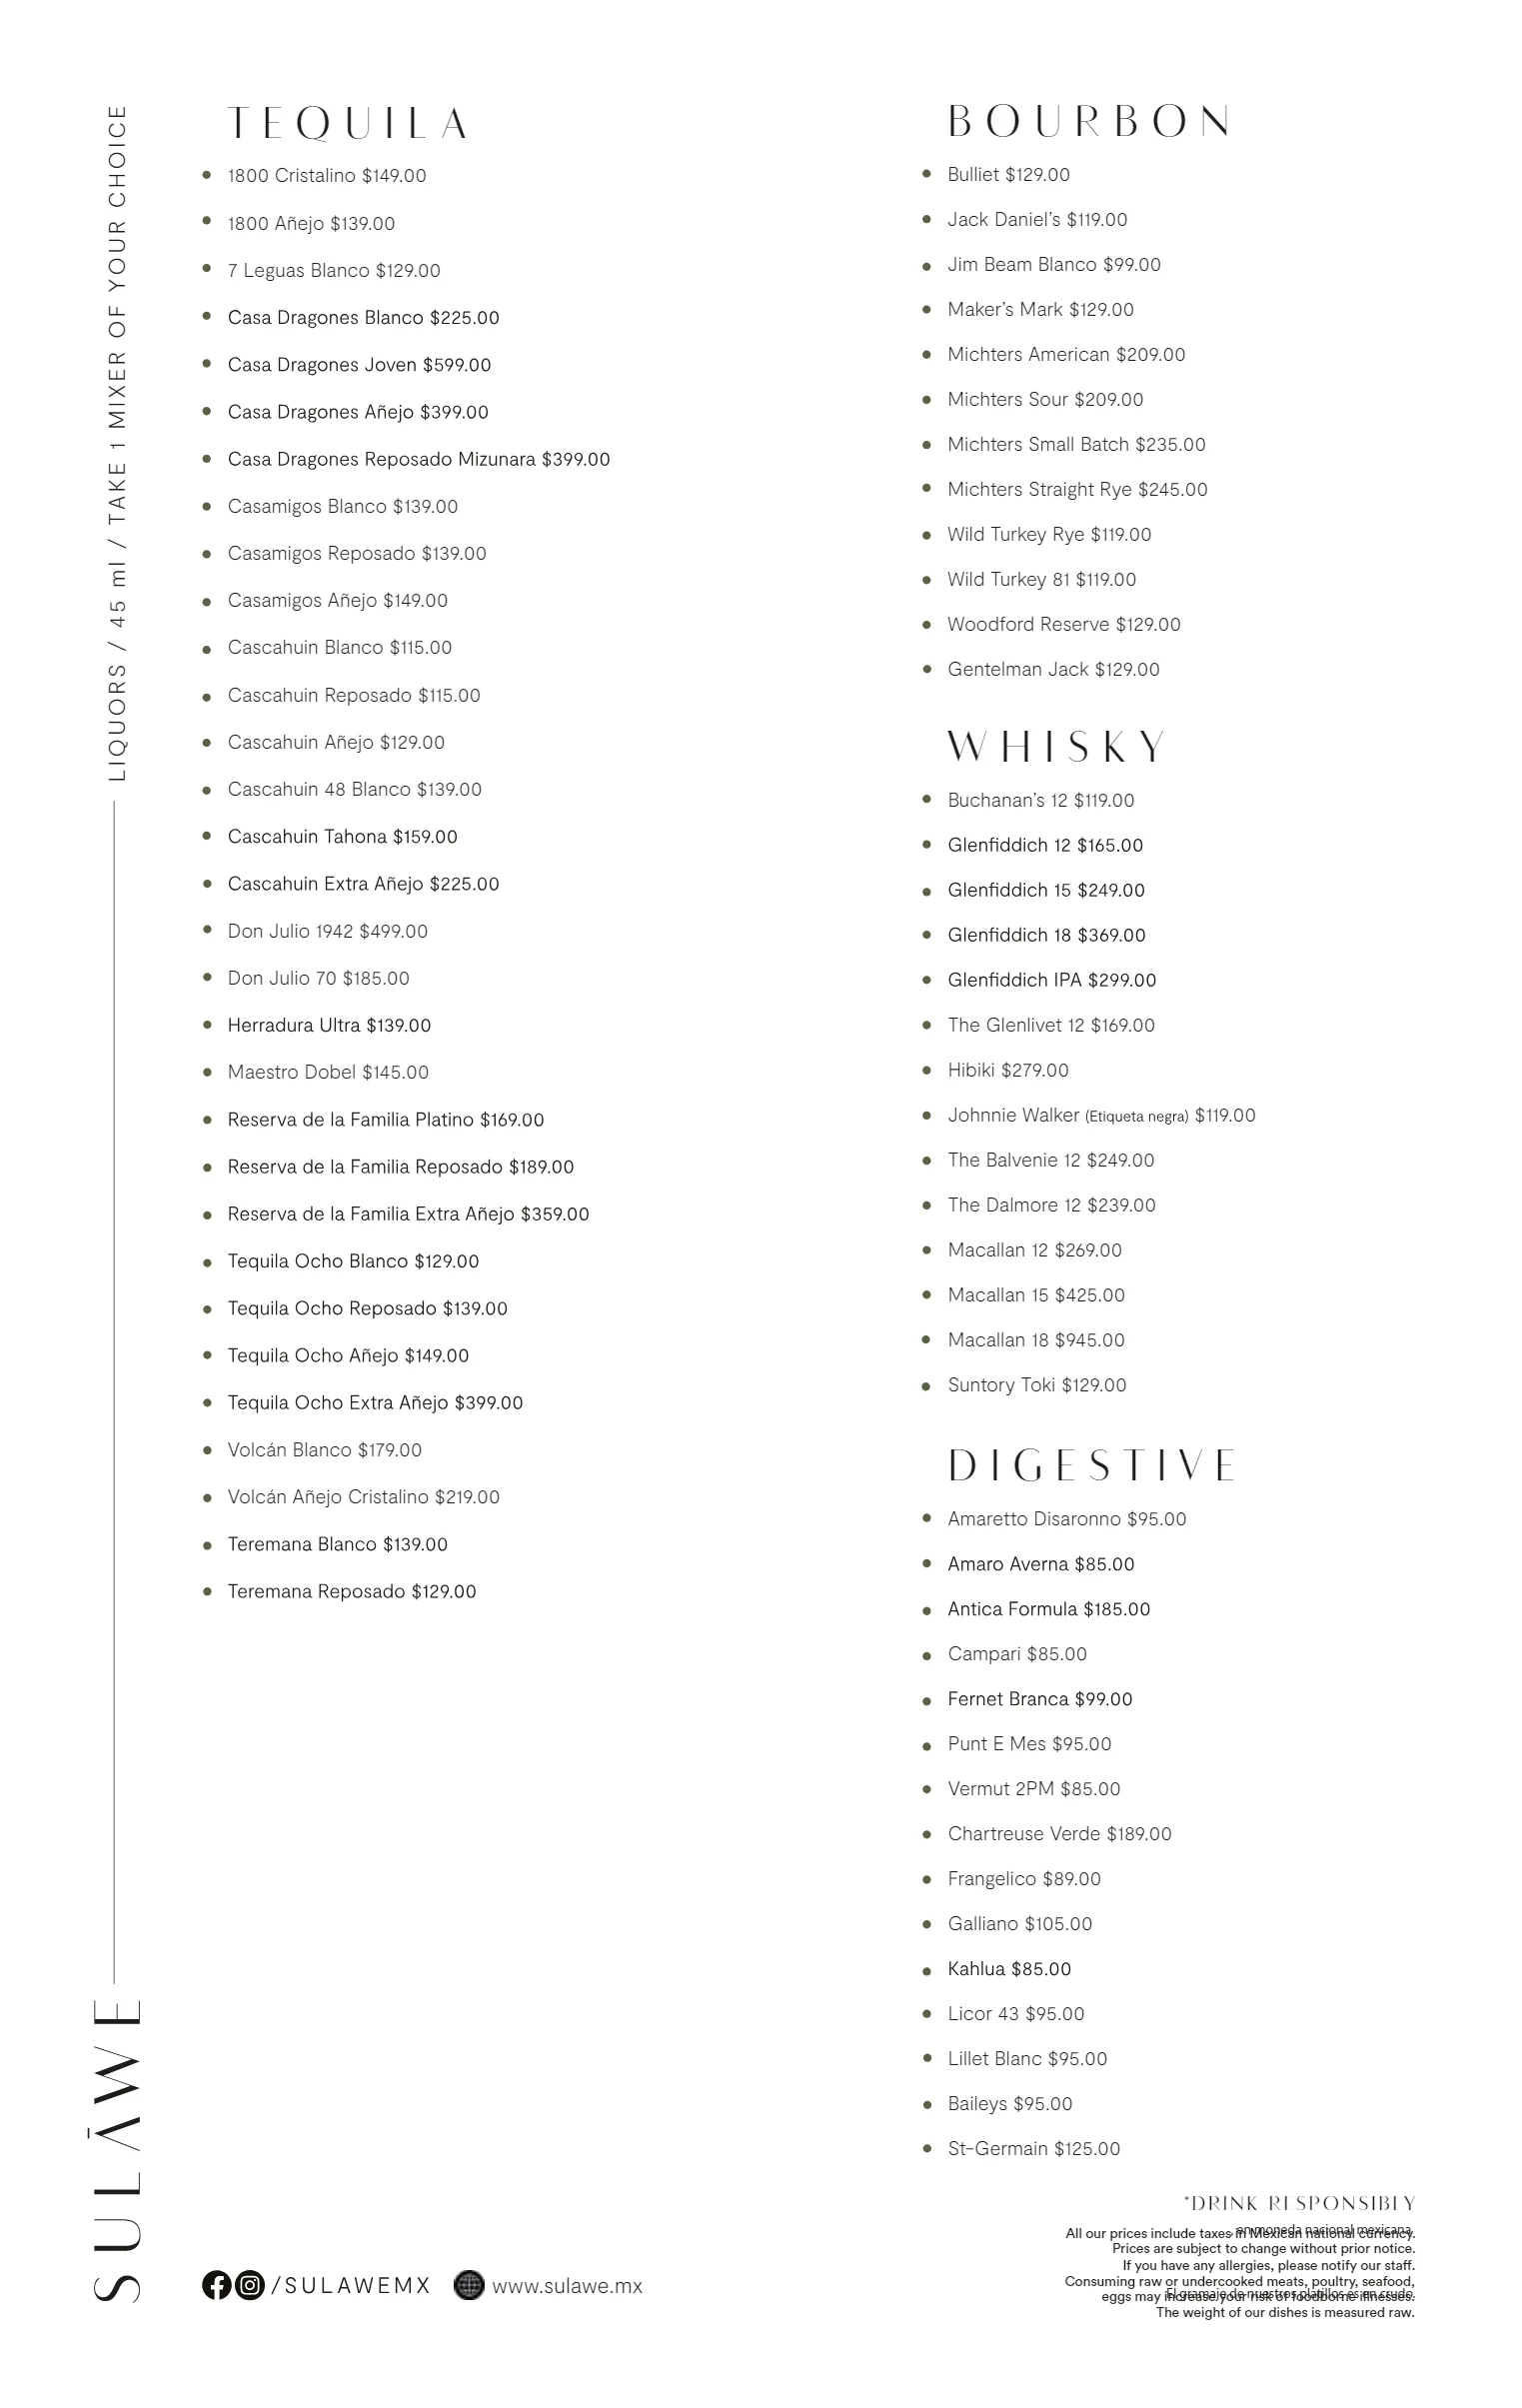 LIQUORS / 45 ml / TAKE 1 MIXER OF YOUR CHOICE
SULĀWE
TEQUILA
1800 Cristalino $149.00
1800 Añejo $139.00
7 Leguas Blanco $129.00
Casa Dragones Blanco $225.00
Casa Dragones Joven $599.00
Casa Dragones Añejo $399.00
Casa Dragones Reposado Mizunara $399.00
Casamigos Blanco $139.00
Casamigos Reposado $139.00
Casamigos Añejo $149.00
Cascahuin Blanco $115.00
Cascahuin Reposado $115.00
Cascahuin Añejo $129.00
Cascahuin 48 Blanco $139.00
Cascahuin Tahona $159.00
Cascahuin Extra Añejo $225.00
Don Julio 1942 $499.00
Don Julio 70 $185.00
Herradura Ultra $139.00
Maestro Dobel $145.00
Reserva de la Familia Platino $169.00
Reserva de la Familia Reposado $189.00
Reserva de la Familia Extra Añejo $359.00
Tequila Ocho Blanco $129.00
Tequila Ocho Reposado $139.00
Tequila Ocho Añejo $149.00
Tequila Ocho Extra Añejo $399.00
Volcán Blanco $179.00
Volcán Añejo Cristalino $219.00
Teremana Blanco $139.00
Teremana Reposado $129.00
BOURBON
Bulliet $129.00
Jack Daniel’s $119.00
Jim Beam Blanco $99.00
Maker’s Mark $129.00
Michters American $209.00
Michters Sour $209.00
Michters Small Batch $235.00
Michters Straight Rye $245.00
Wild Turkey Rye $119.00
Wild Turkey 81 $119.00
Woodford Reserve $129.00
Gentelman Jack $129.00
WHISKY
Buchanan’s 12 $119.00
Glenfiddich 12 $165.00
Glenfiddich 15 $249.00
Glenfiddich 18 $369.00
Glenfiddich IPA $299.00
The Glenlivet 12 $169.00
Hibiki $279.00
Johnnie Walker (Etiqueta negra) $119.00
The Balvenie 12 $249.00
The Dalmore 12 $239.00
Macallan 12 $269.00
Macallan 15 $425.00
Macallan 18 $945.00
Suntory Toki $129.00
DIGESTIVE
Amaretto Disaronno $95.00
Amaro Averna $85.00
Antica Formula $185.00
Campari $85.00
Fernet Branca $99.00
Punt E Mes $95.00
Vermut 2PM $85.00
Chartreuse Verde $189.00
Frangelico $89.00
Galliano $105.00
Kahlua $85.00
Licor 43 $95.00
Lillet Blanc $95.00
Baileys $95.00
St-Germain $125.00
*DRINK RESPONSIBLY
en moneda nacional mexicana.
All our prices include taxes in Mexican national currency.
Prices are subject to change without prior notice.
If you have any allergies, please notify our staff.
Consuming raw or undercooked meats, poultry, seafood,
El gramaje de nuestros platillos es en crudo.
eggs may increase your risk of foodborne illnesses.
The weight of our dishes is measured raw.
/SULAWEMX
www.sulawe.mx